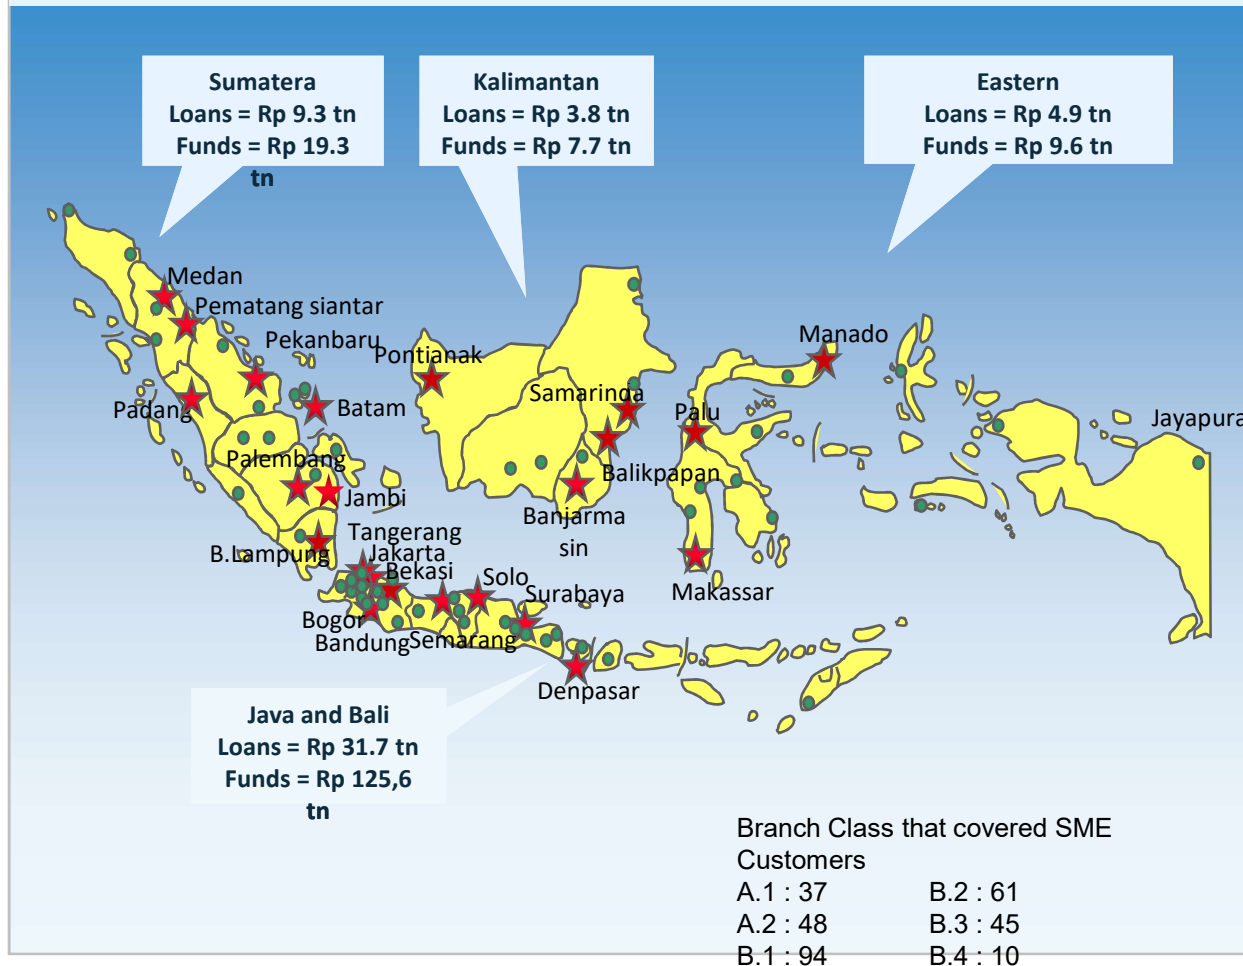 Sumatera
Loans = Rp 9.3 tn
Funds = Rp 19.3
tn
Kalimantan
Loans = Rp 3.8 tn
Funds = Rp 7.7 tn
Eastern
Loans = Rp 4.9 tn
Funds = Rp 9.6 tn
Medan
Pematang siantar
Pekanbaru
Padang
Batam
Palembang
Jambi
B.Lampung
Pontianak
Samarinda
Balikpapan
Banjarma
sin
Manado
Palu
Makassar
Jayapura
Tangerang
Jakarta
Bekasi
Bogor
Bandung
Semarang
Solo
Surabaya
Denpasar
Java and Bali
Loans = Rp 31.7 tn
Funds = Rp 125,6
tn
Branch Class that covered SME
Customers
A.1 : 37 B.2 : 61
A.2 : 48 B.3 : 45
B.1 : 94 B.4 : 10